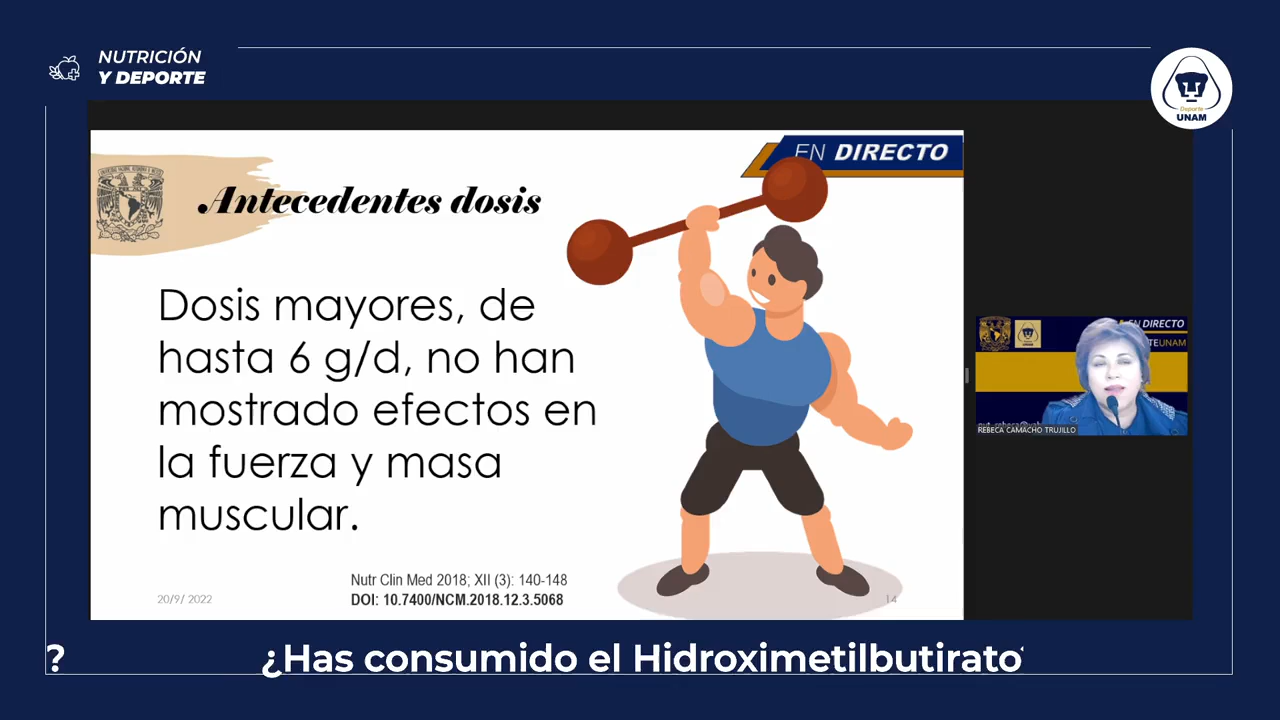 NUTRICIÓN
Y DEPORTE
Deporte
UNAM
EN DIRECTO
Antecedentes dosis
Dosis mayores, de
hasta 6 g/d, no han
mostrado efectos en
la fuerza y masa
muscular.
Nutr Clin Med 2018; XII (3): 140-148
DOI: 10.7400/NCM.2018.12.3.5068
20/9/ 2022
14
EN DIRECTO
TEUNAM
REBECA CAMACHO TRUJILLO
? ¿Has consumido el Hidroximetilbutirato